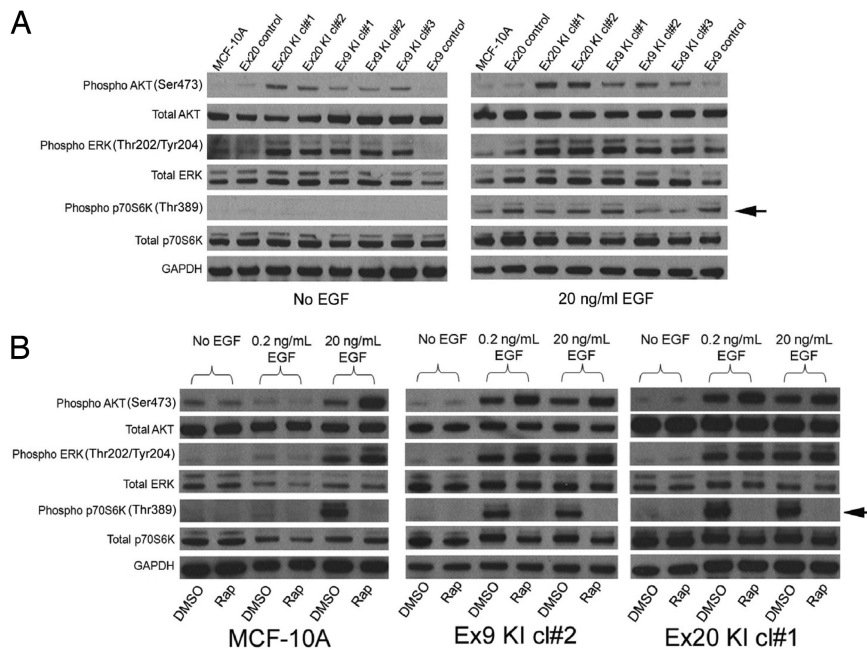 A
MCF-10A
Ex20 control
Ex20 KI cl#1
Ex20 KI cl#2
Ex9 KI cl#1
Ex9 KI cl#2
Ex9 KI cl#3
Ex9 control
MCF-10A
Ex20 control
Ex20 KI cl#1
Ex20 KI cl#2
Ex9 KI cl#1
Ex9 KI cl#2
Ex9 KI cl#3
Ex9 control
Phospho AKT (Ser473)
Total AKT
Phospho ERK (Thr202/Tyr204)
Total ERK
Phospho p70S6K (Thr389)
Total p70S6K
GAPDH
No EGF
20 ng/ml EGF
B
No EGF
0.2 ng/mL EGF
20 ng/mL EGF
No EGF
0.2 ng/mL EGF
20 ng/mL EGF
No EGF
0.2 ng/mL EGF
20 ng/mL EGF
Phospho AKT (Ser473)
Total AKT
Phospho ERK (Thr202/Tyr204)
Total ERK
Phospho p70S6K (Thr389)
Total p70S6K
GAPDH
DMSO
Rap
DMSO
Rap
DMSO
Rap
DMSO
Rap
DMSO
Rap
DMSO
Rap
DMSO
Rap
DMSO
Rap
DMSO
Rap
MCF-10A
Ex9 KI cl#2
Ex20 KI cl#1